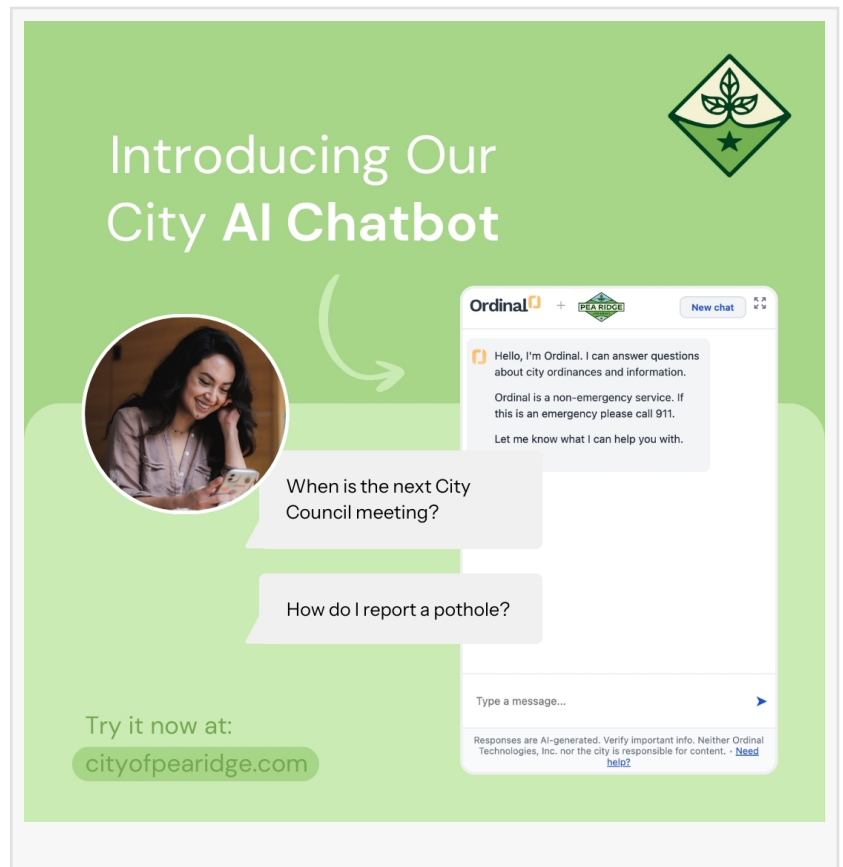 Introducing Our
City AI Chatbot
Ordinal
+
PEA RIDGE
New chat
Hello, I'm Ordinal. I can answer questions
about city ordinances and information.
Ordinal is a non-emergency service. If
this is an emergency please call 911.
Let me know what I can help you with.
When is the next City
Council meeting?
How do I report a pothole?
Type a message...
Responses are AI-generated. Verify important info. Neither Ordinal
Technologies, Inc. nor the city is responsible for content. • Need
help?
Try it now at:
cityofpearidge.com